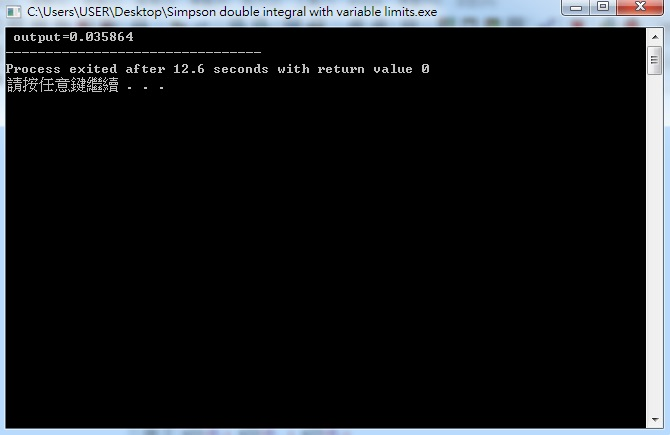 C:\Users\USER\Desktop\Simpson double integral with variable limits.exe
output=0.035864
--------------------------------
Process exited after 12.6 seconds with return value 0
請按任意鍵繼續 . . .